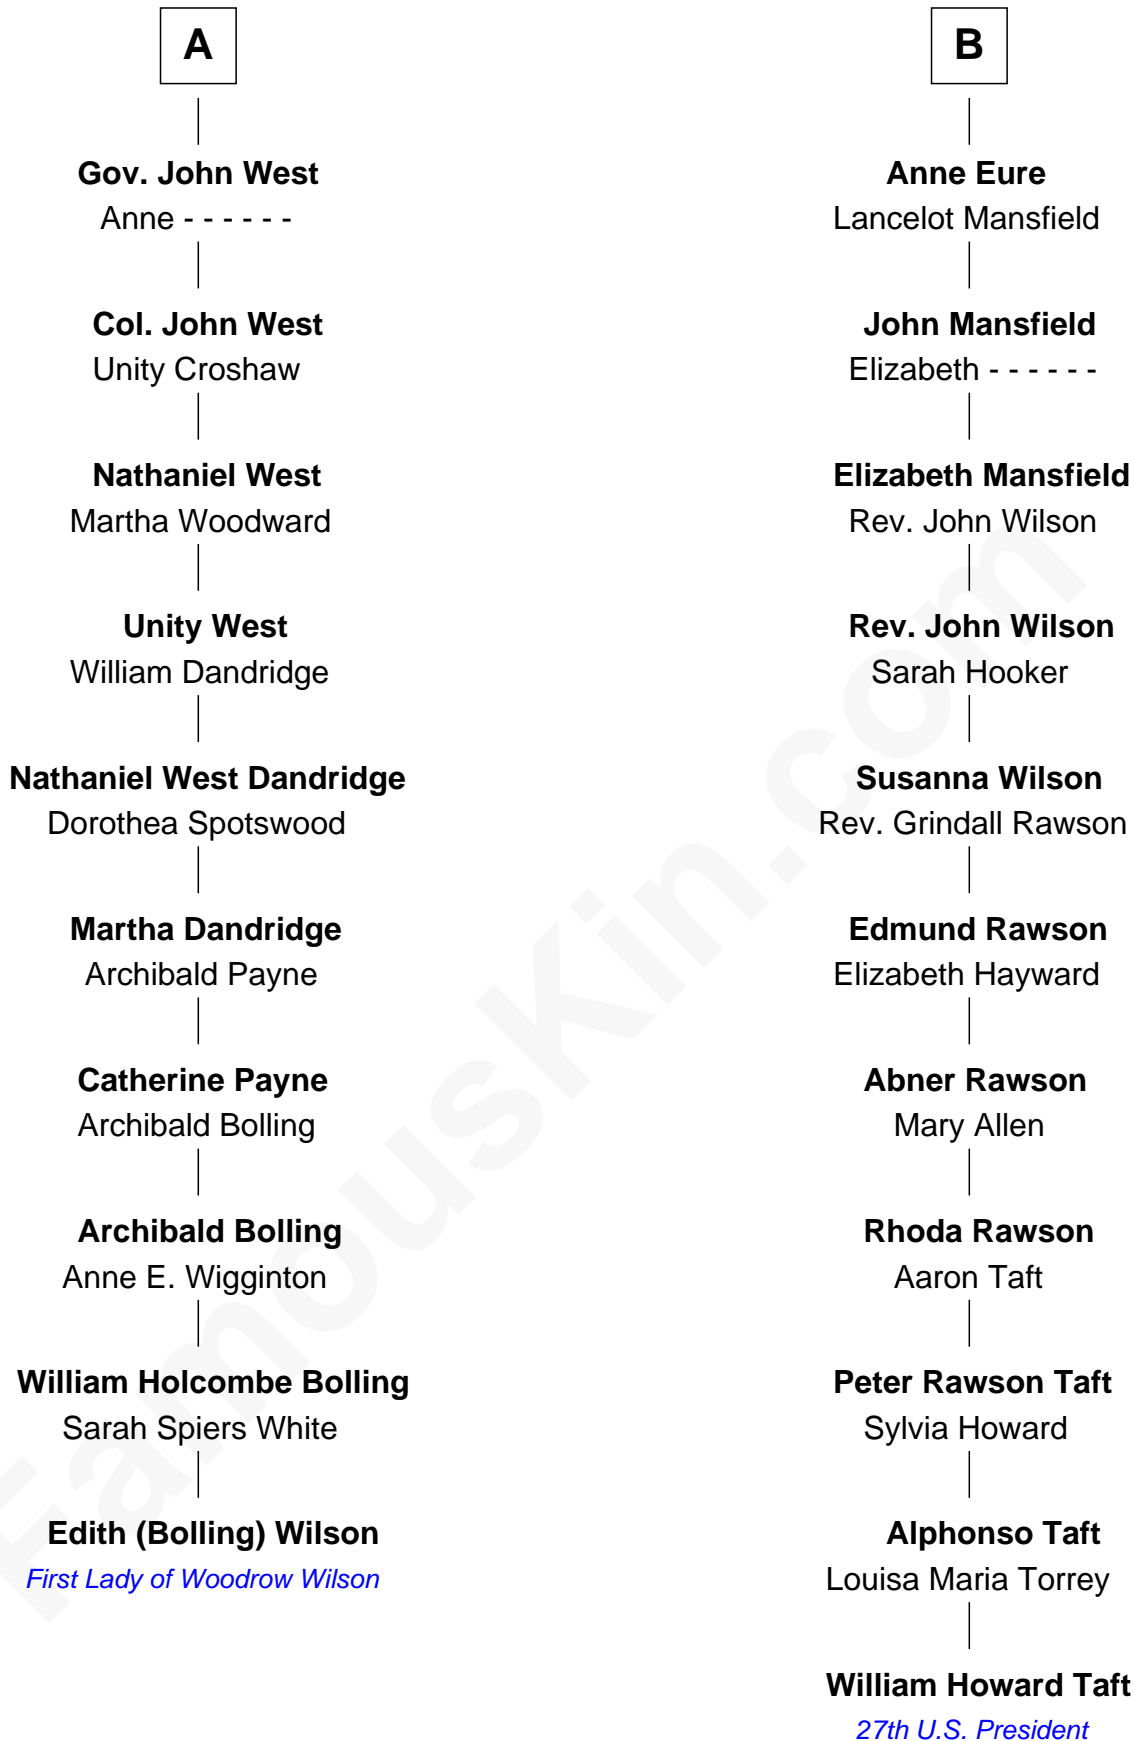 A
Gov. John West
Anne - - - - - -
Col. John West
Unity Croshaw
Nathaniel West
Martha Woodward
Unity West
William Dandridge
Nathaniel West Dandridge
Dorothea Spotswood
Martha Dandridge
Archibald Payne
Catherine Payne
Archibald Bolling
Archibald Bolling
Anne E. Wigginton
William Holcombe Bolling
Sarah Spiers White
Edith (Bolling) Wilson
First Lady of Woodrow Wilson
B
Anne Eure
Lancelot Mansfield
John Mansfield
Elizabeth - - - - - -
Elizabeth Mansfield
Rev. John Wilson
Rev. John Wilson
Sarah Hooker
Susanna Wilson
Rev. Grindall Rawson
Edmund Rawson
Elizabeth Hayward
Abner Rawson
Mary Allen
Rhoda Rawson
Aaron Taft
Peter Rawson Taft
Sylvia Howard
Alphonso Taft
Louisa Maria Torrey
William Howard Taft
27th U.S. President
FamousKin.com